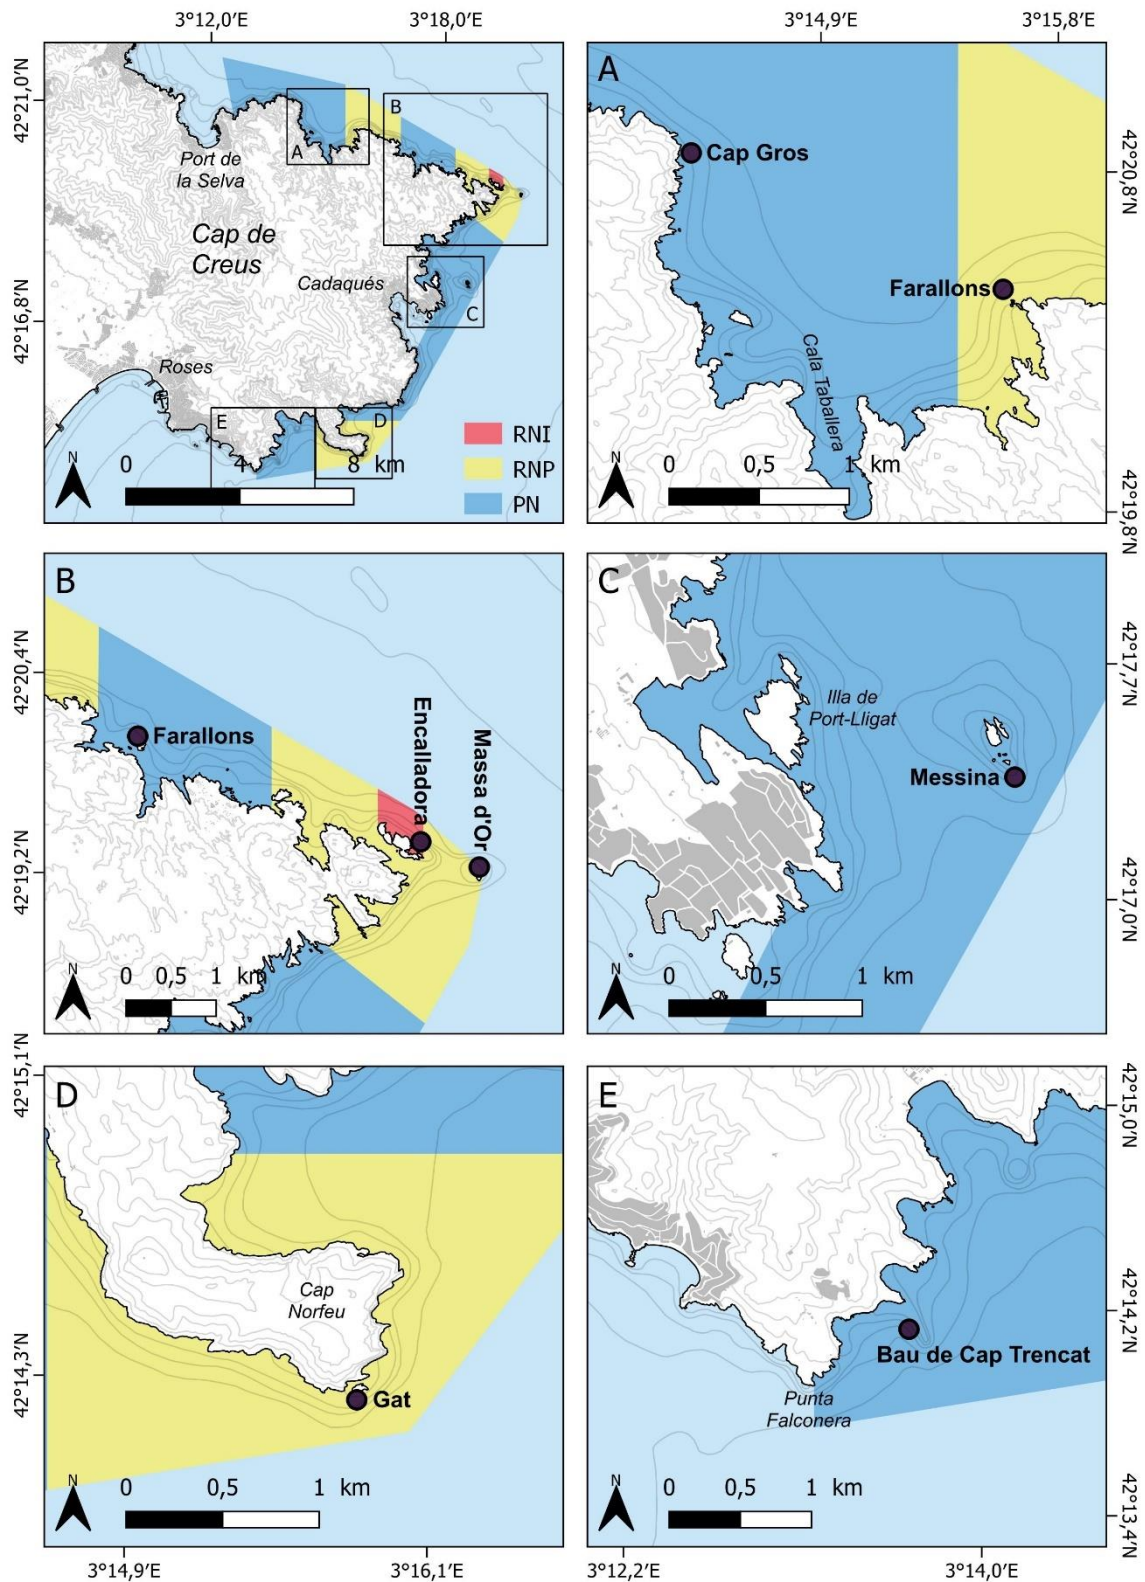 3°12,0'E
3°18,0'E
3°14,9'E
3°15,8'E
42°21,0'N
42°16,8'N
Port de
la Selva
Cap de
Creus
Cadaqués
Roses
A
B
C
D
E
N
0
4
8 km
RNI
RNP
PN
A
Cap Gros
Farallons
Cala Taballera
N
0
0,5
1 km
42°20,8'N
42°19,8'N
B
Farallons
Encalladora
Massa d'Or
N
0
0,5
1 km
42°20,4'N
42°19,2'N
C
Illa de
Port-Lligat
Messina
N
0
0,5
1 km
42°17,7'N
42°17,0'N
D
Cap
Norfeu
Gat
N
0
0,5
1 km
42°15,1'N
42°14,3'N
E
Bau de Cap Trencat
Punta
Falconera
N
0
0,5
1 km
42°15,0'N
42°14,2'N
42°13,4'N
3°14,9'E
3°16,1'E
3°12,2'E
3°14,0'E